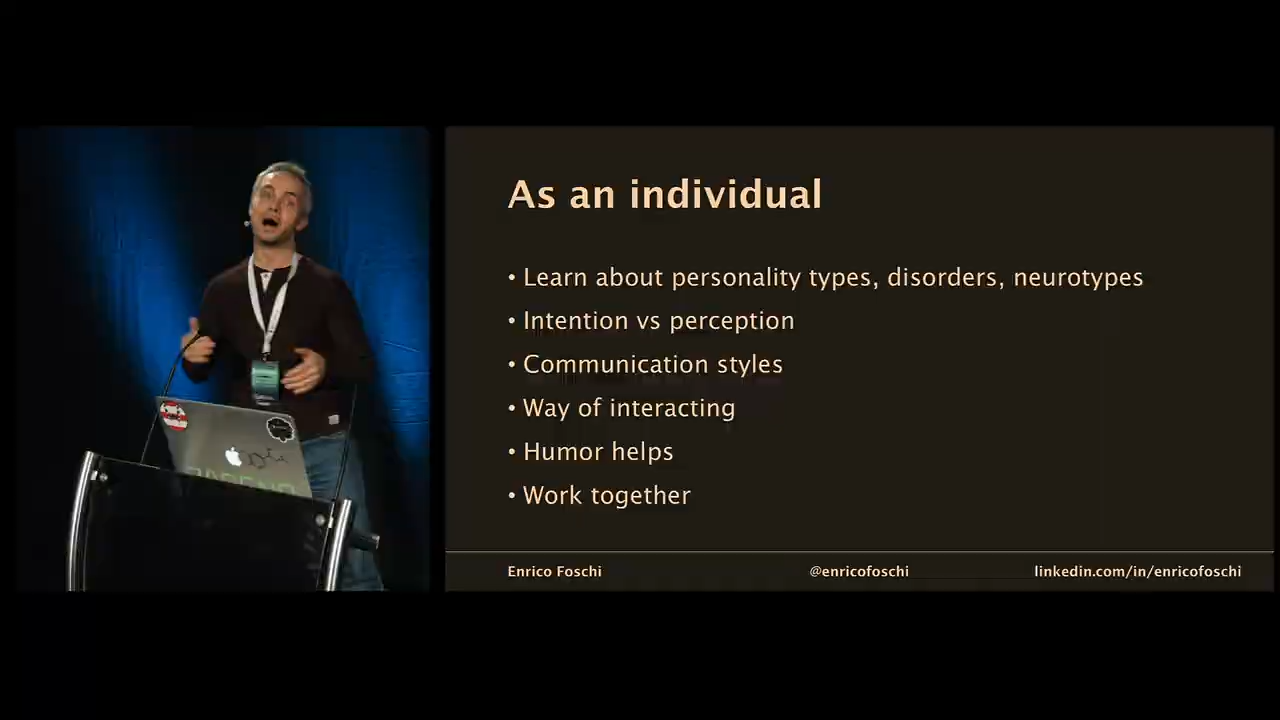 As an individual
• Learn about personality types, disorders, neurotypes
• Intention vs perception
• Communication styles
• Way of interacting
• Humor helps
• Work together
Enrico Foschi
@enricofoschi
linkedin.com/in/enricofoschi